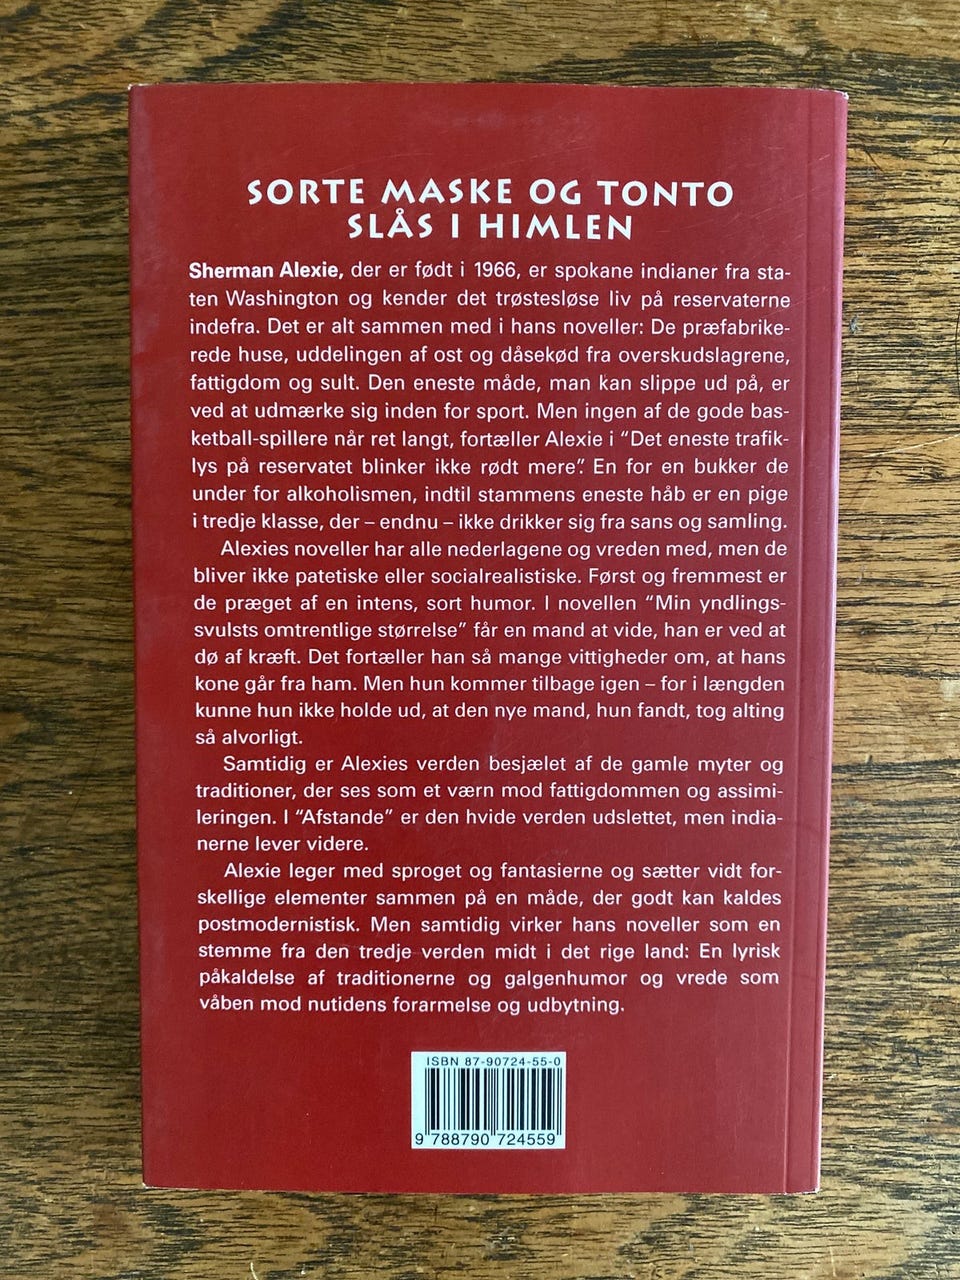 SORTE MASKE OG TONTO
SLÅS I HIMLEN
Sherman Alexie, der er født i 1966, er spokane indianer fra sta-
ten Washington og kender det trøstesløse liv på reservaterne
indefra. Det er alt sammen med i hans noveller: De præfabrike-
rede huse, uddelingen af ost og dåsekød fra overskudslagrene,
fattigdom og sult. Den eneste måde, man kan slippe ud på, er
ved at udmærke sig inden for sport. Men ingen af de gode bas-
ketball-spillere når ret langt, fortæller Alexie i “Det eneste trafik-
lys på reservatet blinker ikke rødt mere”. En for en bukker de
under for alkoholismen, indtil stammens eneste håb er en pige
i tredje klasse, der – endnu – ikke drikker sig fra sans og samling.
Alexies noveller har alle nederlagene og vreden med, men de
bliver ikke patetiske eller socialrealistiske. Først og fremmest er
de præget af en intens, sort humor. I novellen “Min yndlings-
svulsts omtrentlige størrelse” får en mand at vide, han er ved at
dø af kræft. Det fortæller han så mange vittigheder om, at hans
kone går fra ham. Men hun kommer tilbage igen – for i længden
kunne hun ikke holde ud, at den nye mand, hun fandt, tog alting
så alvorligt.
Samtidig er Alexies verden besjælet af de gamle myter og
traditioner, der ses som et værn mod fattigdommen og assimi-
leringen. I “Afstande” er den hvide verden udslettet, men india-
nerne lever videre.
Alexie leger med sproget og fantasierne og sætter vidt for-
skellige elementer sammen på en måde, der godt kan kaldes
postmodernistisk. Men samtidig virker hans noveller som en
stemme fra den tredje verden midt i det rige land: En lyrisk
påkaldelse af traditionerne og galgenhumor og vrede som
våben mod nutidens forarmelse og udbytning.
ISBN 87-90724-55-0
9 788790 724559